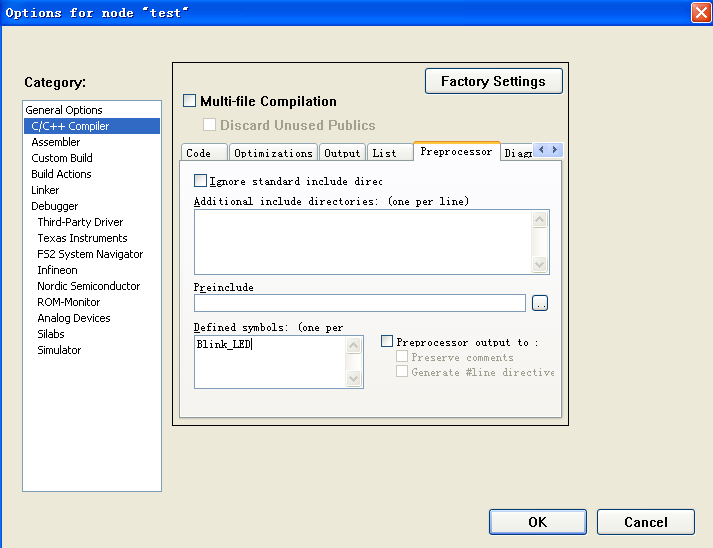 Options for node "test"
Category:
Factory Settings
Multi-file Compilation
Discard Unused Publics
General Options
C/C++ Compiler
Assembler
Custom Build
Build Actions
Linker
Debugger
Third-Party Driver
Texas Instruments
FS2 System Navigator
Infineon
Nordic Semiconductor
ROM-Monitor
Analog Devices
Silabs
Simulator
Code Optimizations Output List Preprocessor Diagn
Ignore standard include direc
Additional include directories: (one per line)
Preinclude
..
Defined symbols: (one per
Blink_LED
Preprocessor output to :
Preserve comments
Generate #line directive
OK Cancel